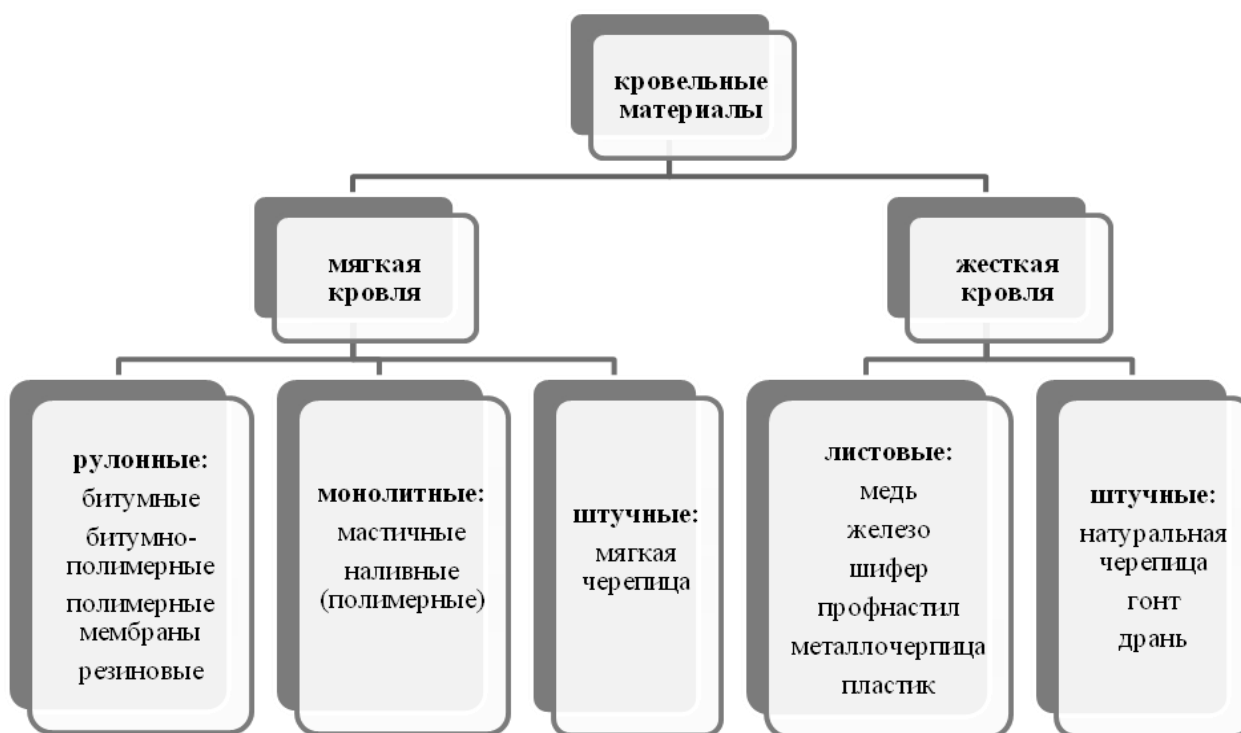 кровельные
материалы
мягкая
кровля
жесткая
кровля
рулонные:
битумные
битумно-
полимерные
полимерные
мембраны
резиновые
монолитные:
мастичные
наливные
(полимерные)
штучные:
мягкая
черепица
листовые:
медь
железо
шифер
профнастил
металлочерпица
пластик
штучные:
натуральная
черепица
гонт
дрань